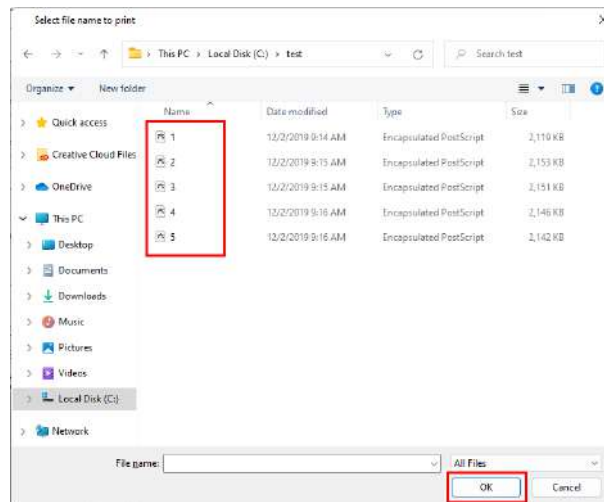 Select file name to print
This PC > Local Disk (C:) > test
Search test
Organize New folder
Name Date modified Type Size
Quick access
Creative Cloud Files
OneDrive
This PC
Desktop
Documents
Downloads
Music
Pictures
Videos
Local Disk (C:)
Network
1 12/2/2019 9:14 AM Encapsulated PostScript 2,119 KB
2 12/2/2019 9:15 AM Encapsulated PostScript 2,153 KB
3 12/2/2019 9:15 AM Encapsulated PostScript 2,151 KB
4 12/2/2019 9:16 AM Encapsulated PostScript 2,146 KB
5 12/2/2019 9:16 AM Encapsulated PostScript 2,142 KB
File name: All Files
OK Cancel